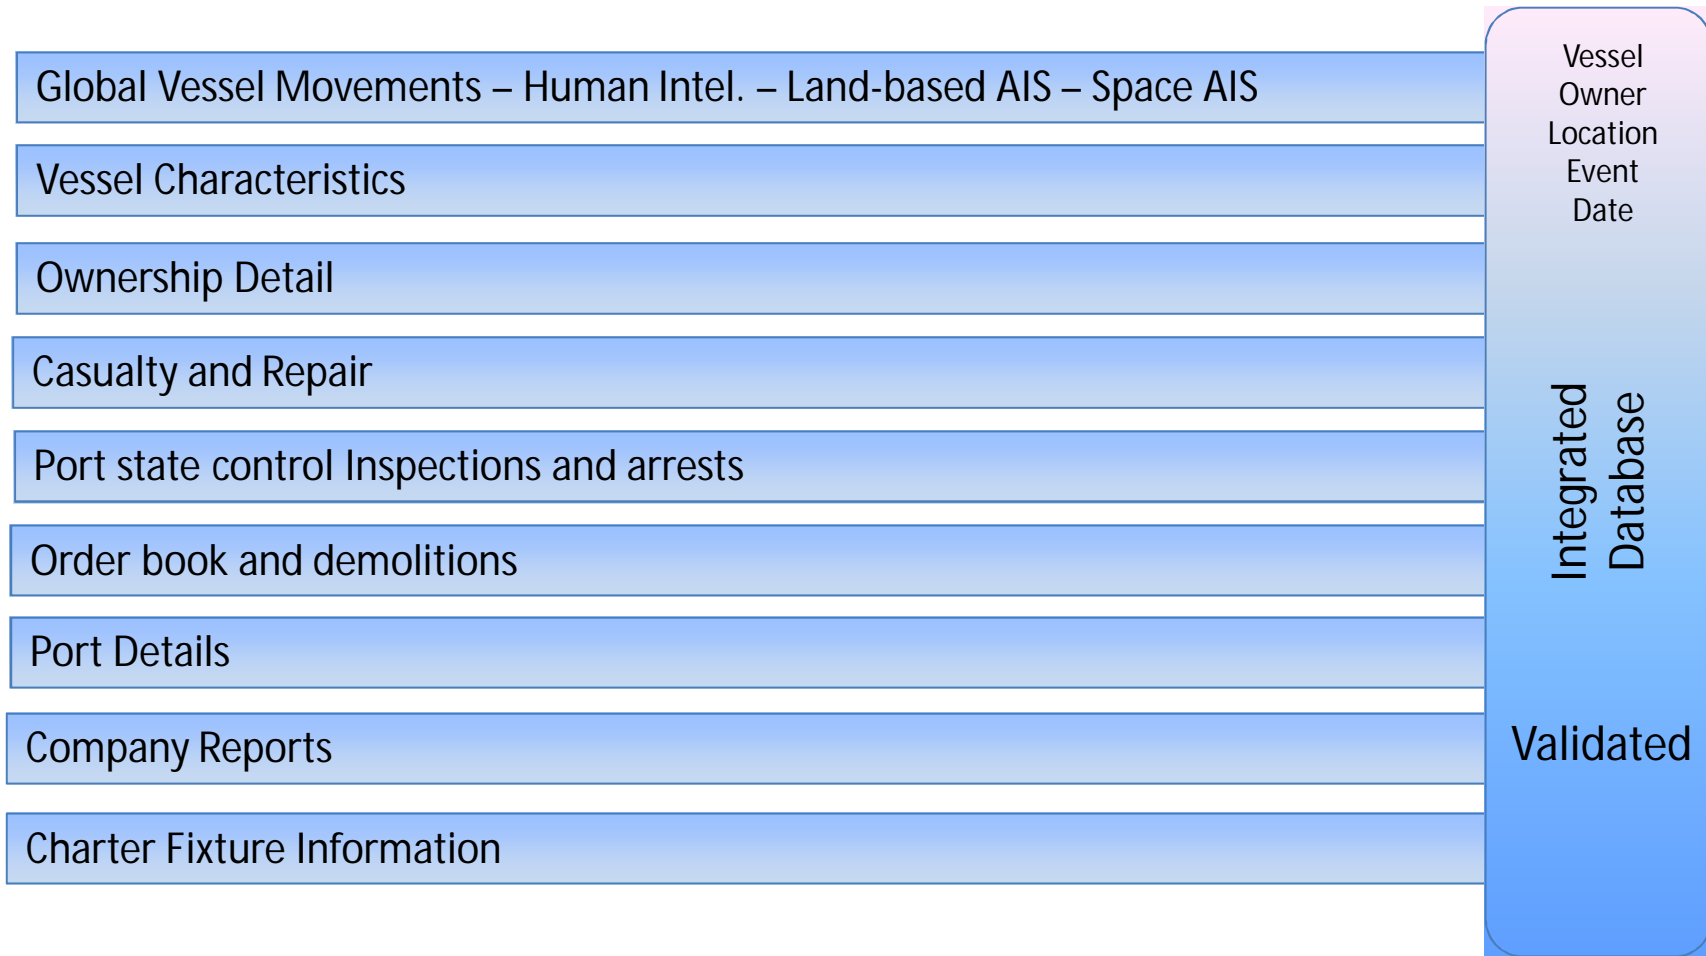 Global Vessel Movements – Human Intel. – Land-based AIS – Space AIS
Vessel Characteristics
Ownership Detail
Casualty and Repair
Port state control Inspections and arrests
Order book and demolitions
Port Details
Company Reports
Charter Fixture Information
Vessel
Owner
Location
Event
Date
Integrated
Database
Validated